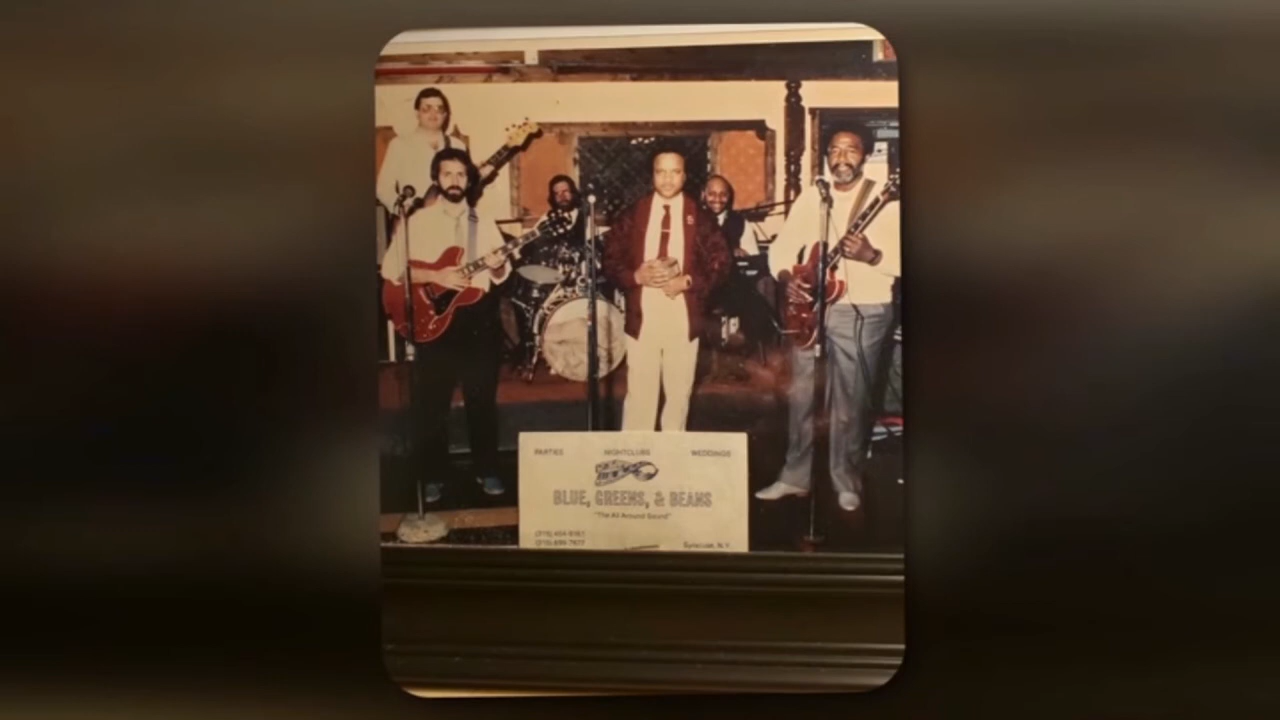 PARTIES NIGHTCLUBS WEDDINGS
BLUE, GREENS, & BEANS
"The All Around Sound"
Syracuse, N.Y.